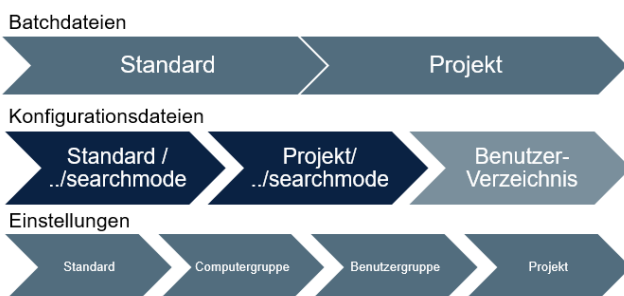 Batchdateien
Standard Projekt
Konfigurationsdateien
Standard / Projekt/ Benutzer-
../searchmode ../searchmode Verzeichnis
Einstellungen
Standard Computergruppe Benutzergruppe Projekt